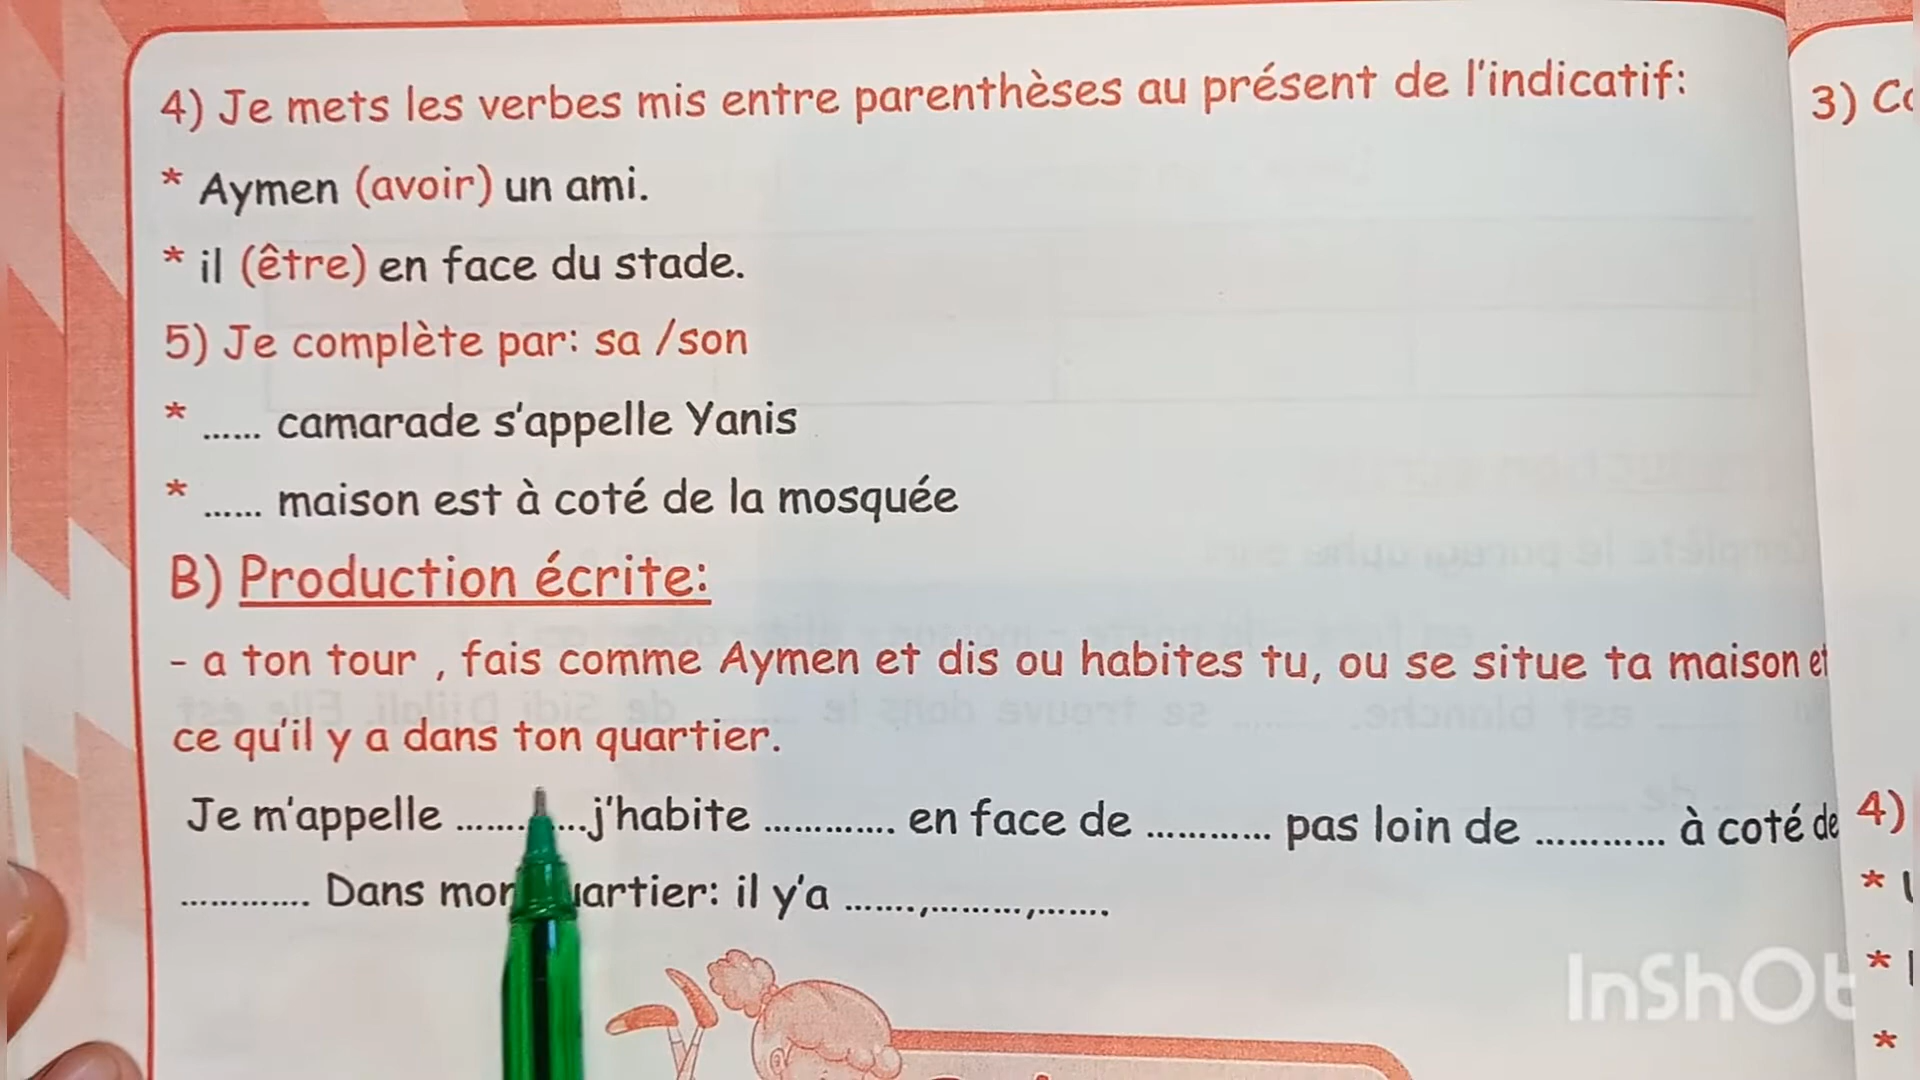 4) Je mets les verbes mis entre parenthèses au présent de l'indicatif:
* Aymen (avoir) un ami.
* il (être) en face du stade.
5) Je complète par: sa /son
* ...... camarade s'appelle Yanis
* ...... maison est à coté de la mosquée
B) Production écrite:
- a ton tour , fais comme Aymen et dis ou habites tu, ou se situe ta maison et
ce qu'il y a dans ton quartier.
Je m'appelle ............j'habite ............. en face de ............ pas loin de ............. à coté de
............. Dans mon quartier: il y'a .......,.........,.......
3)
4)
*
*
*
InShOt